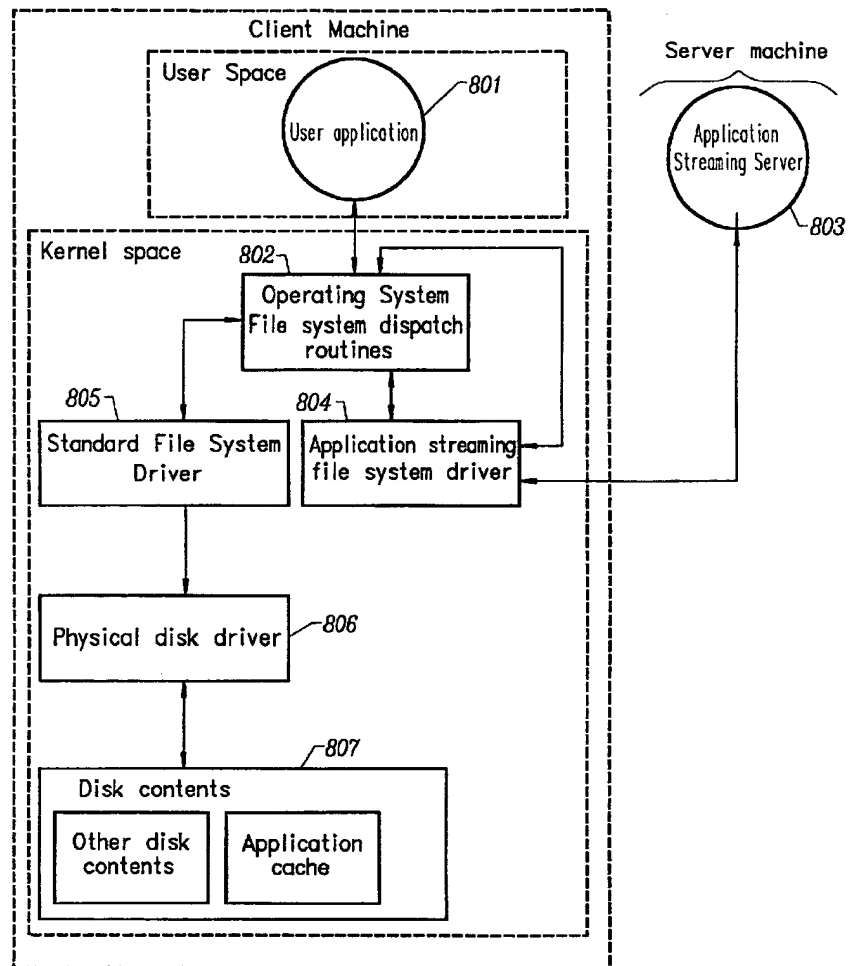 Client Machine
Server machine
User Space
801
User application
Application
Streaming Server
803
Kernel space
802
Operating System
File system dispatch
routines
805
804
Standard File System
Driver
Application streaming
file system driver
Physical disk driver
806
807
Disk contents
Other disk
contents
Application
cache